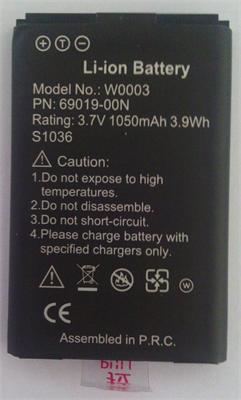 Li-ion Battery
Model No.: W0003
PN: 69019-00N
Rating: 3.7V 1050mAh 3.9Wh
S1036
CAUTION:
1.Do not expose to high
temperatures.
2.Do not disassemble.
3.Do not short-circuit.
4.Please charge battery with
specified chargers only.
CE
W
Assembled in P.R.C.